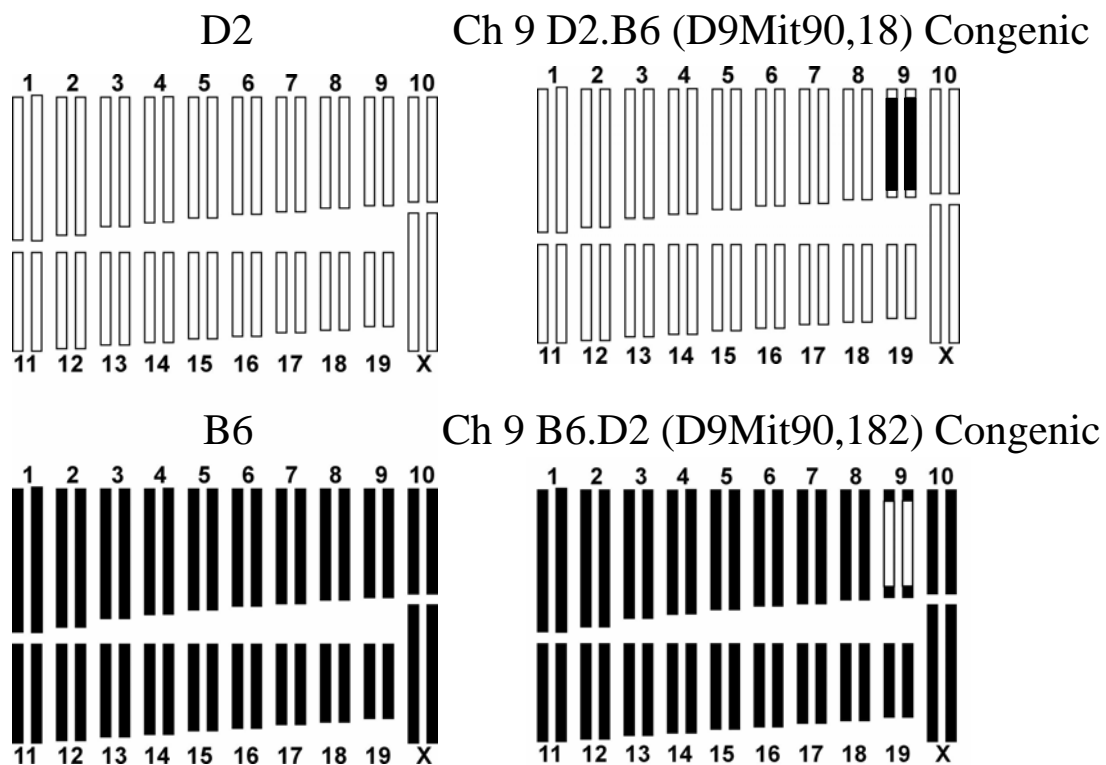 D2
1 2 3 4 5 6 7 8 9 10
11 12 13 14 15 16 17 18 19 X
Ch 9 D2.B6 (D9Mit90,18) Congenic
1 2 3 4 5 6 7 8 9 10
11 12 13 14 15 16 17 18 19 X
B6
1 2 3 4 5 6 7 8 9 10
11 12 13 14 15 16 17 18 19 X
Ch 9 B6.D2 (D9Mit90,182) Congenic
1 2 3 4 5 6 7 8 9 10
11 12 13 14 15 16 17 18 19 X